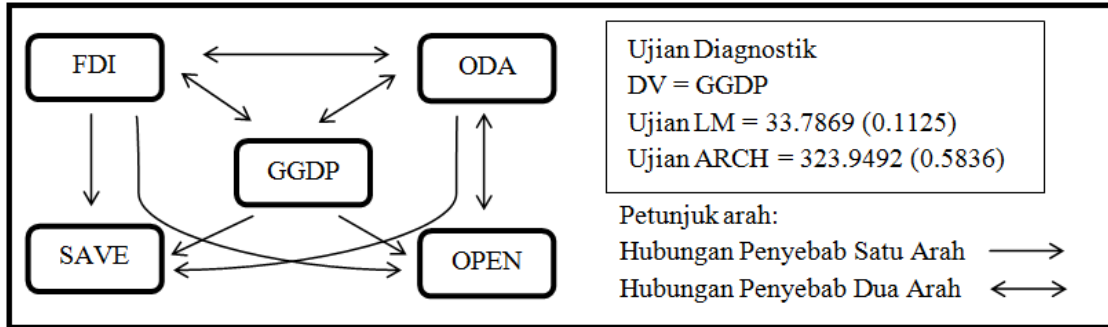 FDI
ODA
GGDP
SAVE
OPEN
Ujian Diagnostik
DV = GGDP
Ujian LM = 33.7869 (0.1125)
Ujian ARCH = 323.9492 (0.5836)
Petunjuk arah:
Hubungan Penyebab Satu Arah
Hubungan Penyebab Dua Arah